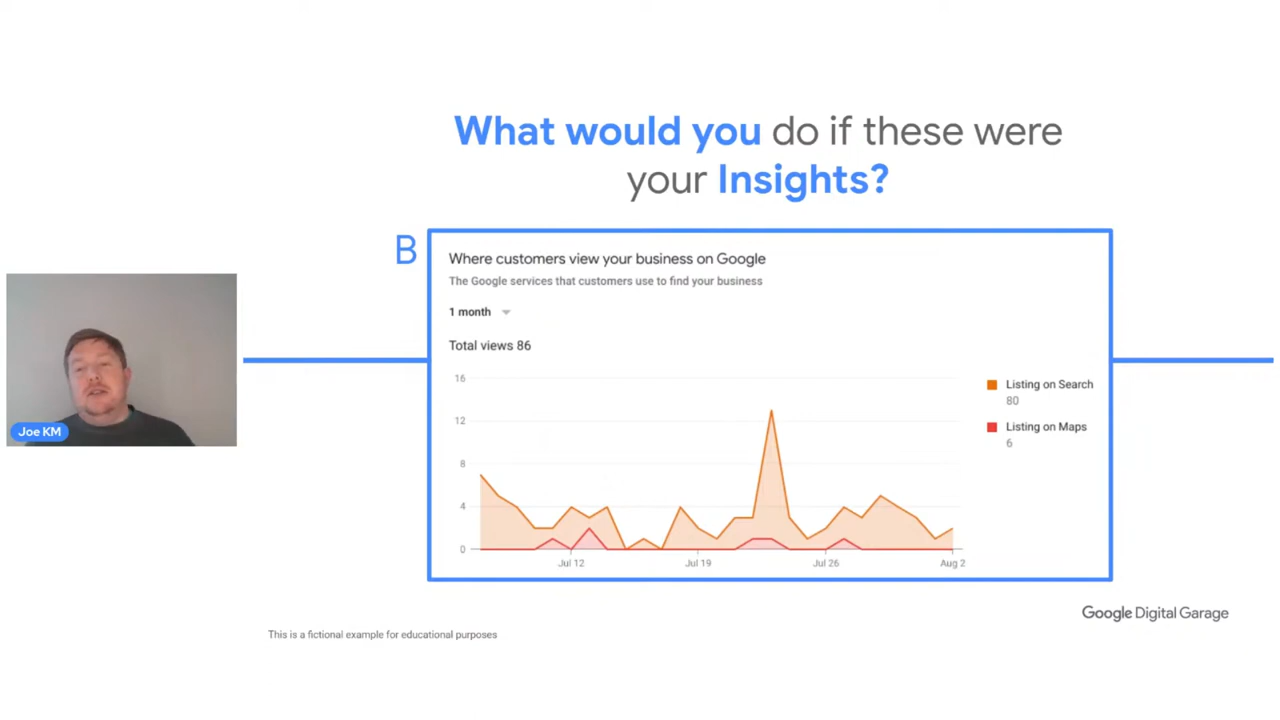 What would you do if these were
your Insights?
B
Where customers view your business on Google
The Google services that customers use to find your business
1 month
Total views 86
16
12
8
4
0
Jul 12
Jul 19
Jul 26
Aug 2
Listing on Search
80
Listing on Maps
6
Joe KM
Google Digital Garage
This is a fictional example for educational purposes